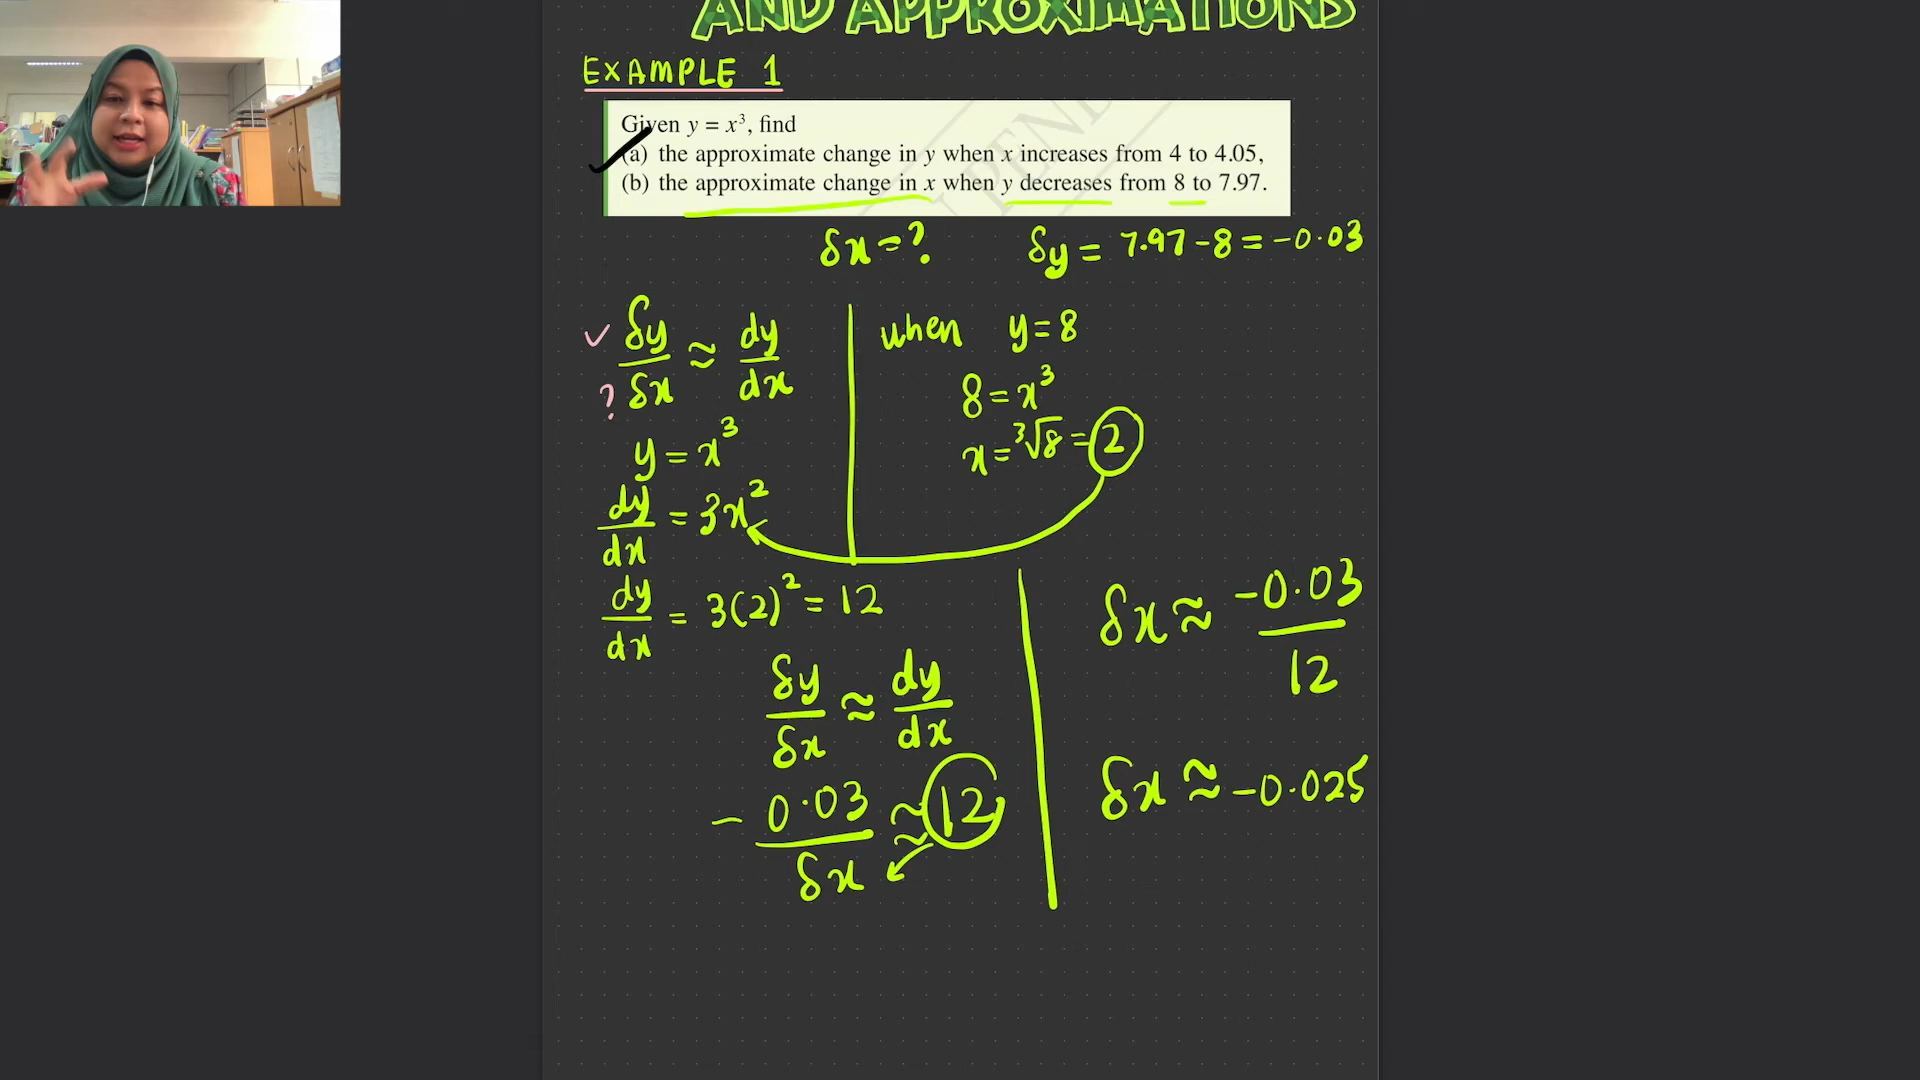 AND APPROXIMATIONS
EXAMPLE 1
Given y = x³, find
(a) the approximate change in y when x increases from 4 to 4.05,
(b) the approximate change in x when y decreases from 8 to 7.97.
δx = ?
δy = 7.97 - 8 = -0.03
✓ δy/δx ≈ dy/dx
?
y = x³
dy/dx = 3x²
dy/dx = 3(2)² = 12
when y = 8
8 = x³
x = ³√8 = 2
δy/δx ≈ dy/dx
-0.03/δx ≈ 12
δx ≈ -0.03/12
δx ≈ -0.025